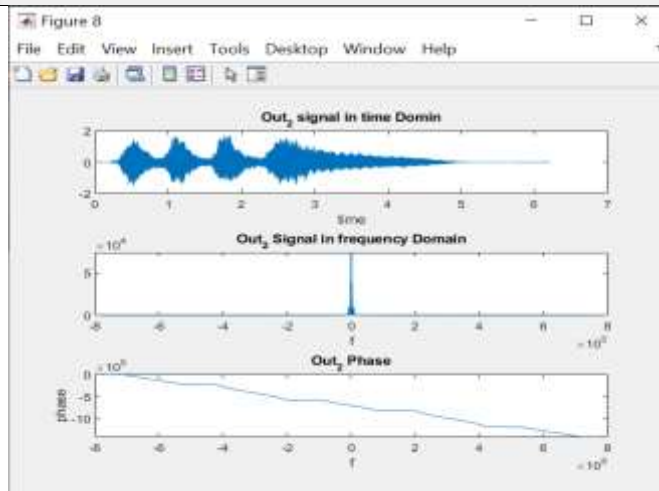 Figure 8
File Edit View Insert Tools Desktop Window Help
Out₂ signal in time Domin
2
0
-2
0 1 2 3 4 5 6 7
time
Out₂ Signal in frequency Domain
5
0
-8 -6 -4 -2 0 2 4 6 8
f
Out₂ Phase
0
-5
-10
phase
-8 -6 -4 -2 0 2 4 6 8
f